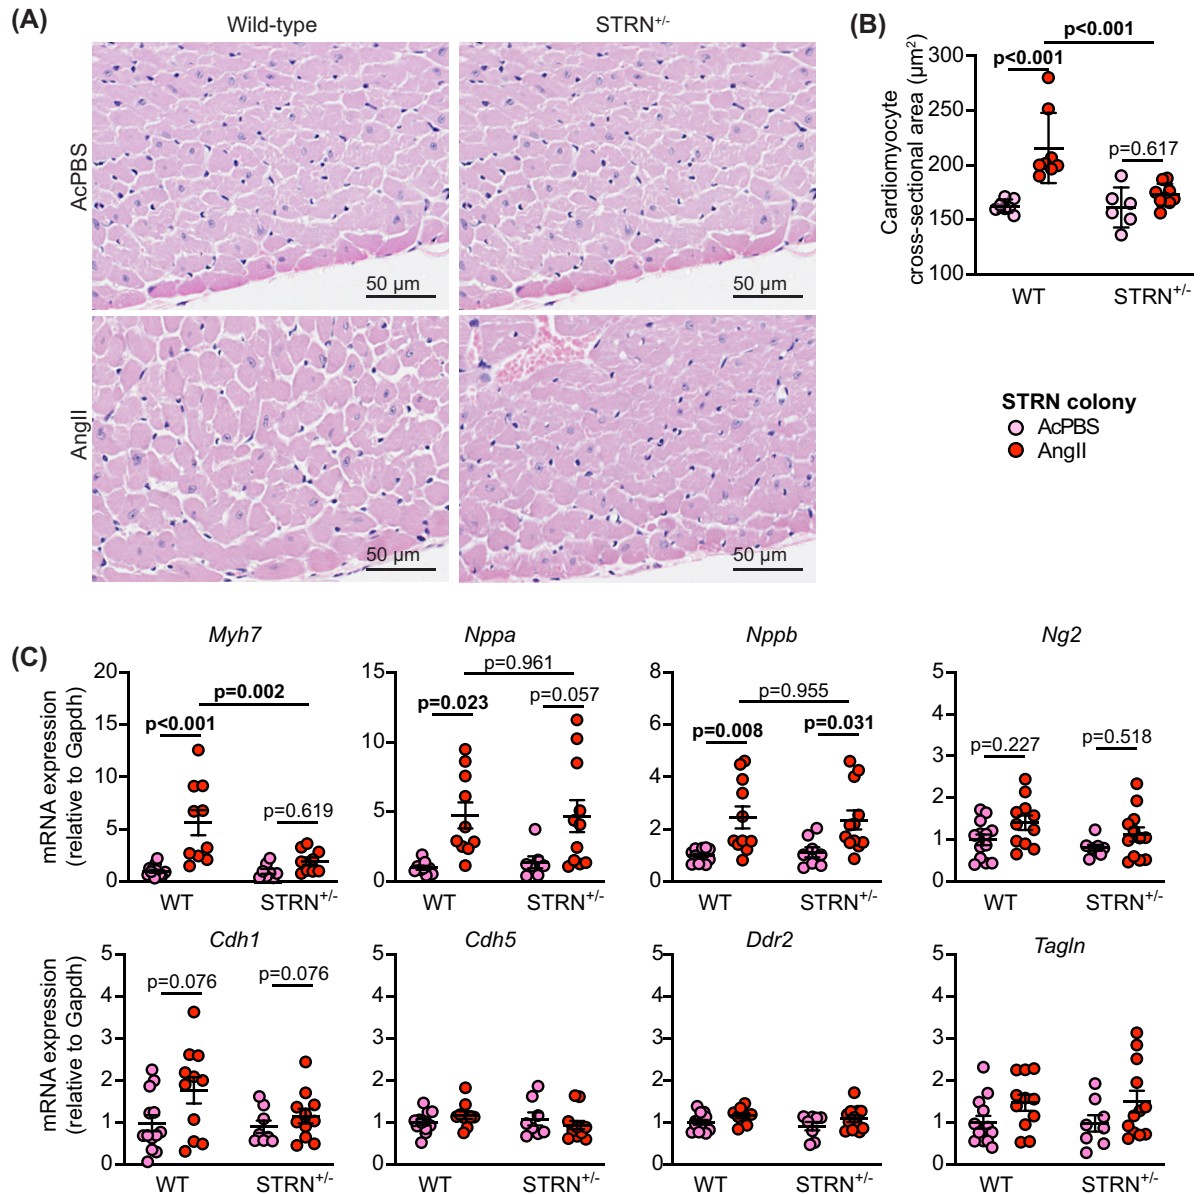 (A)
Wild-type
STRN+/-
AcPBS
50 µm
50 µm
AngII
50 µm
50 µm
(B)
p<0.001
p<0.001
p=0.617
Cardiomyocyte
cross-sectional area (µm²)
300
250
200
150
100
WT
STRN+/-
STRN colony
AcPBS
AngII
(C)
Myh7
mRNA expression
(relative to Gapdh)
20
15
10
5
0
p<0.001
p=0.002
p=0.619
WT
STRN+/-
Nppa
15
10
5
0
p=0.961
p=0.023
p=0.057
WT
STRN+/-
Nppb
8
6
4
2
0
p=0.955
p=0.008
p=0.031
WT
STRN+/-
Ng2
5
4
3
2
1
0
p=0.227
p=0.518
WT
STRN+/-
Cdh1
mRNA expression
(relative to Gapdh)
5
4
3
2
1
0
p=0.076
p=0.076
WT
STRN+/-
Cdh5
5
4
3
2
1
0
WT
STRN+/-
Ddr2
5
4
3
2
1
0
WT
STRN+/-
Tagln
5
4
3
2
1
0
WT
STRN+/-